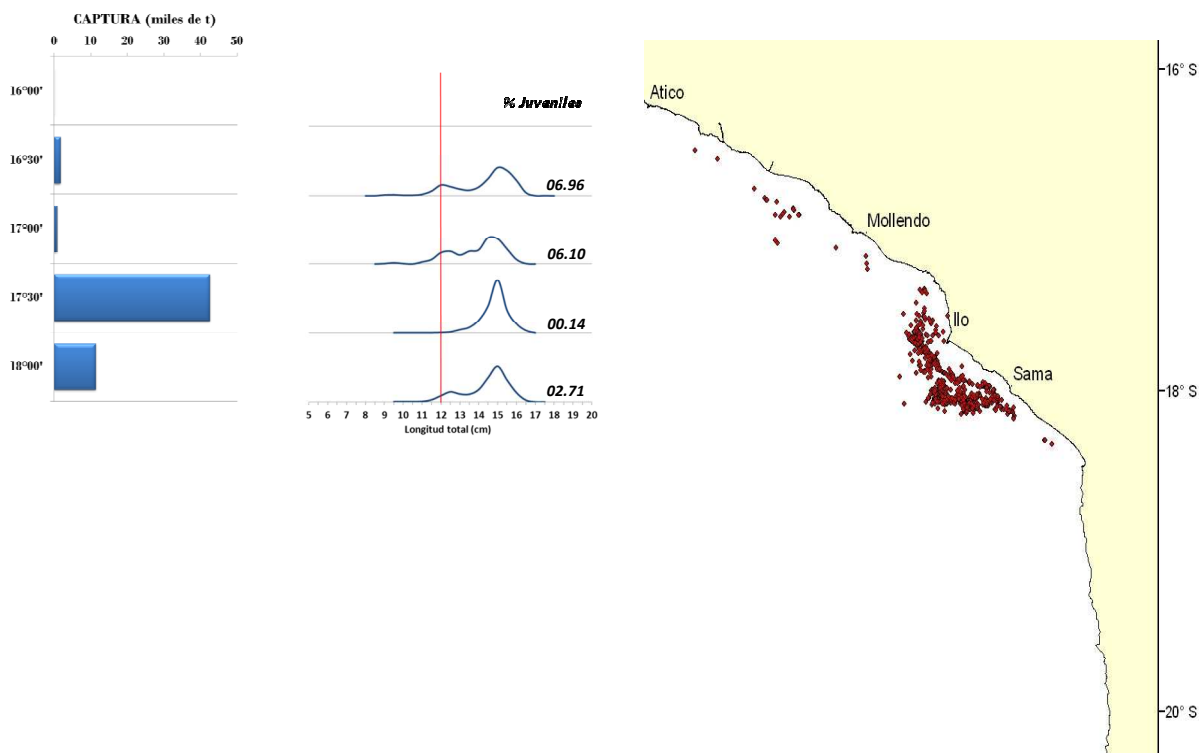 CAPTURA (miles de t)
0 10 20 30 40 50
16°00'
16°30'
17°00'
17°30'
18°00'
% Juveniles
06.96
06.10
00.14
02.71
5 6 7 8 9 10 11 12 13 14 15 16 17 18 19 20
Longitud total (cm)
Atico
Mollendo
Ilo
Sama
16° S
18° S
20° S